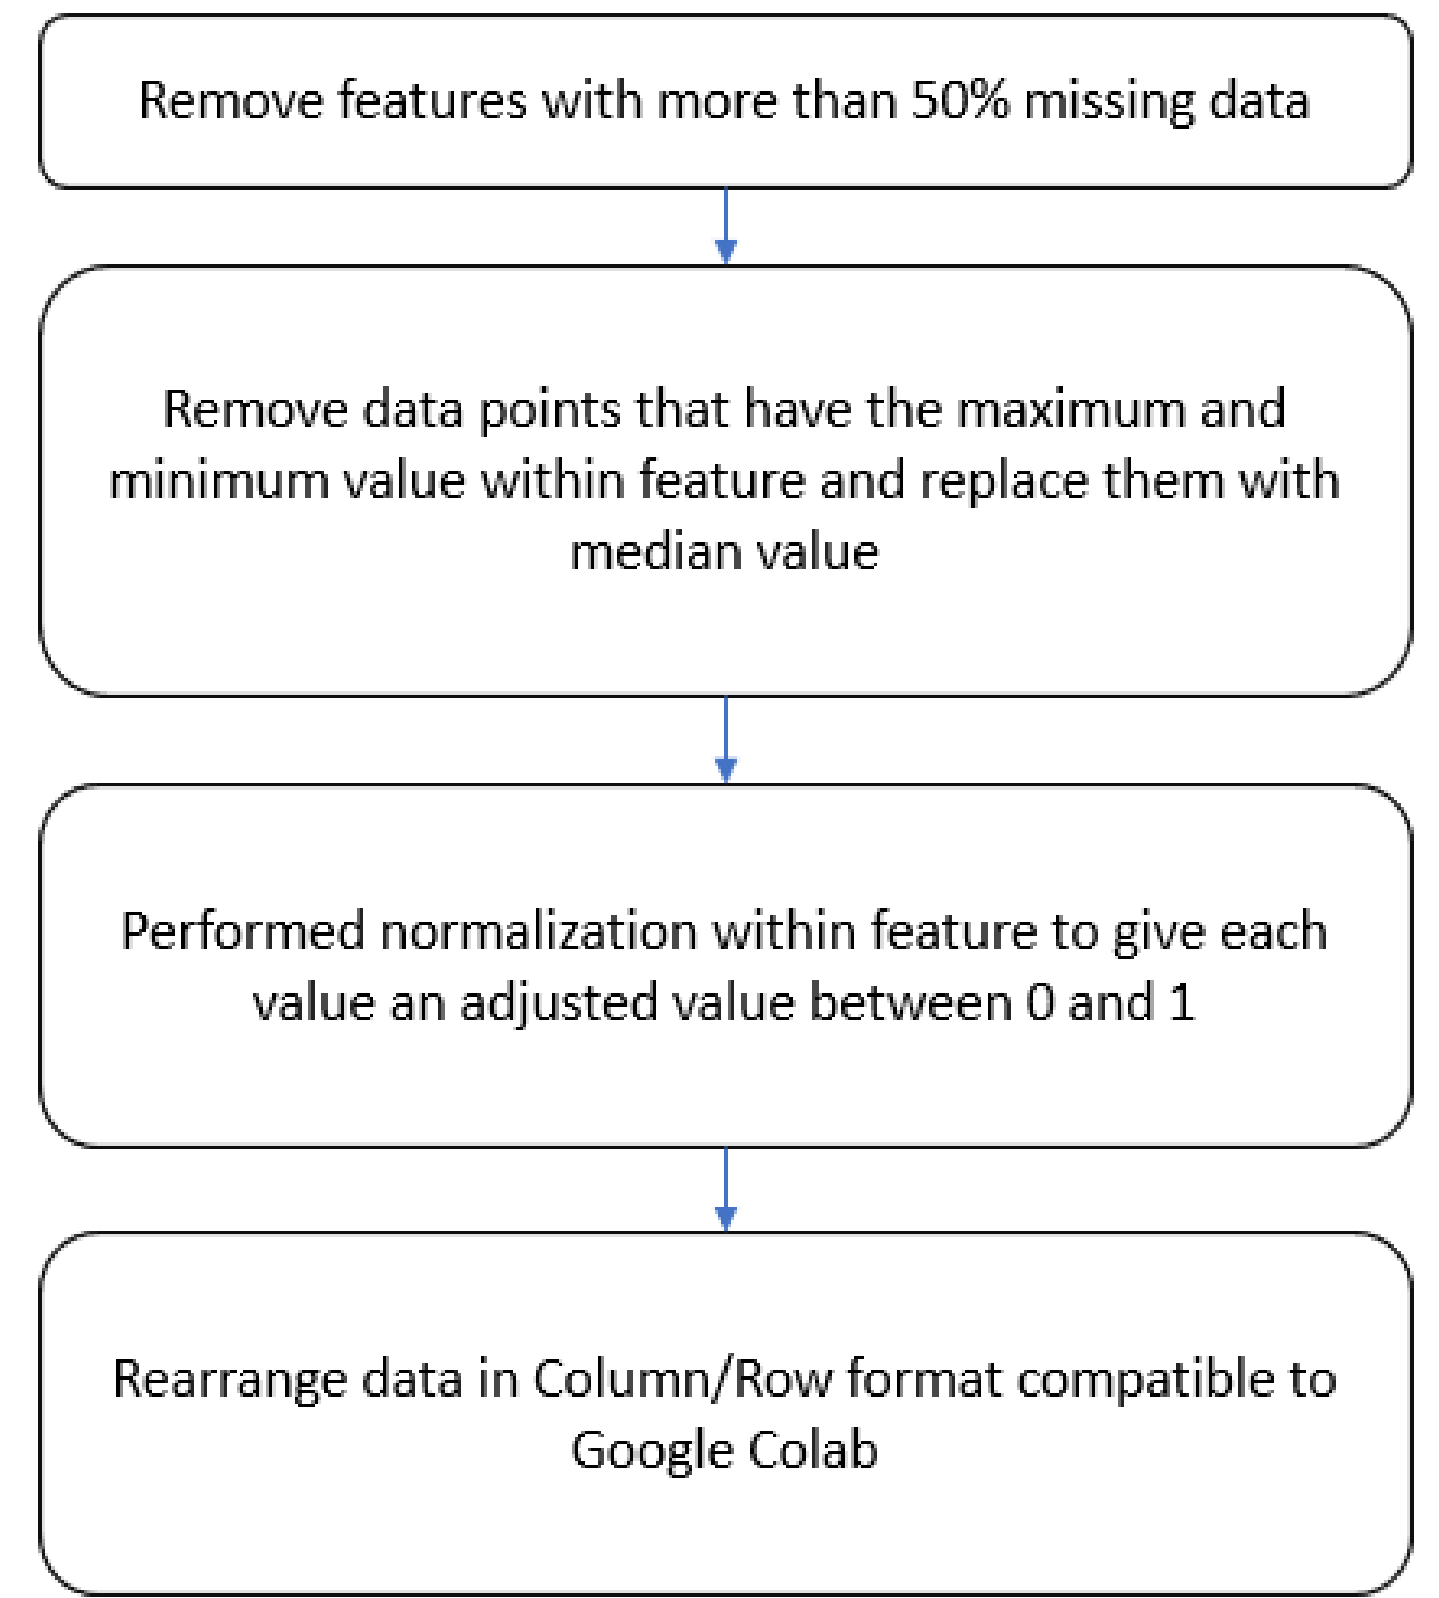 Remove features with more than 50% missing data
Remove data points that have the maximum and
minimum value within feature and replace them with
median value
Performed normalization within feature to give each
value an adjusted value between 0 and 1
Rearrange data in Column/Row format compatible to
Google Colab